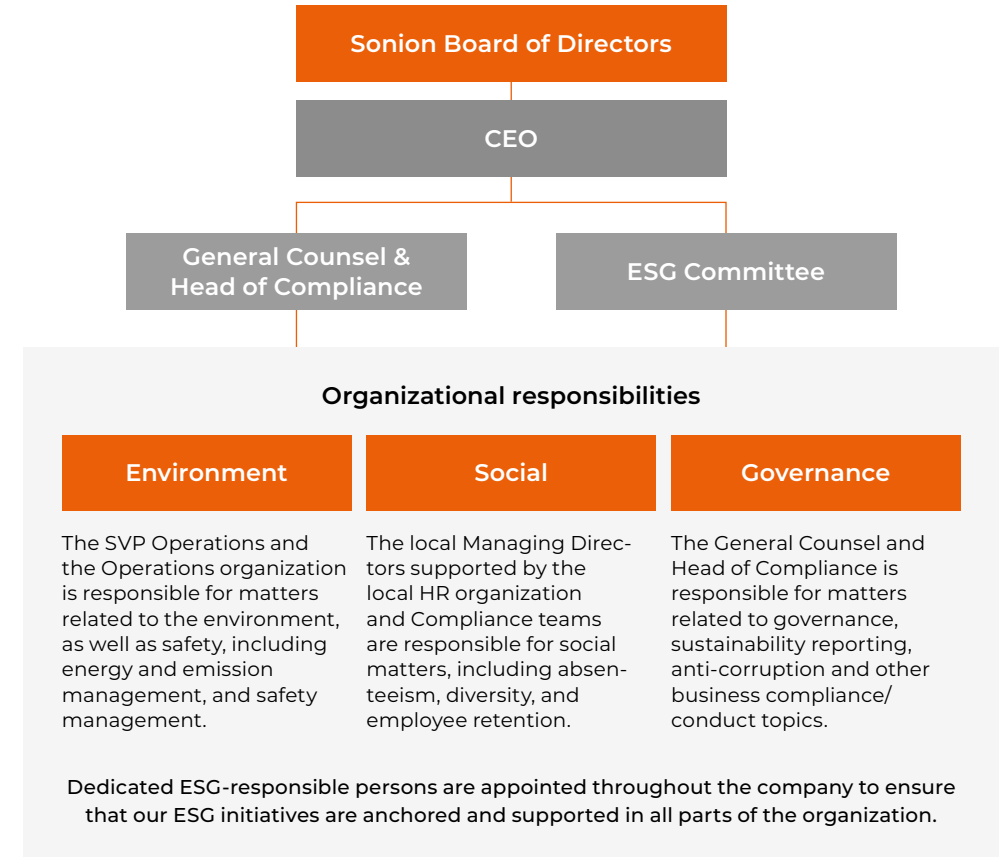 Sonion Board of Directors
CEO
General Counsel &
Head of Compliance
ESG Committee
Organizational responsibilities
Environment
The SVP Operations and
the Operations organization
is responsible for matters
related to the environment,
as well as safety, including
energy and emission
management, and safety
management.
Social
The local Managing Direc-
tors supported by the
local HR organization
and Compliance teams
are responsible for social
matters, including absen-
teeism, diversity, and
employee retention.
Governance
The General Counsel and
Head of Compliance is
responsible for matters
related to governance,
sustainability reporting,
anti-corruption and other
business compliance/
conduct topics.
Dedicated ESG-responsible persons are appointed throughout the company to ensure
that our ESG initiatives are anchored and supported in all parts of the organization.